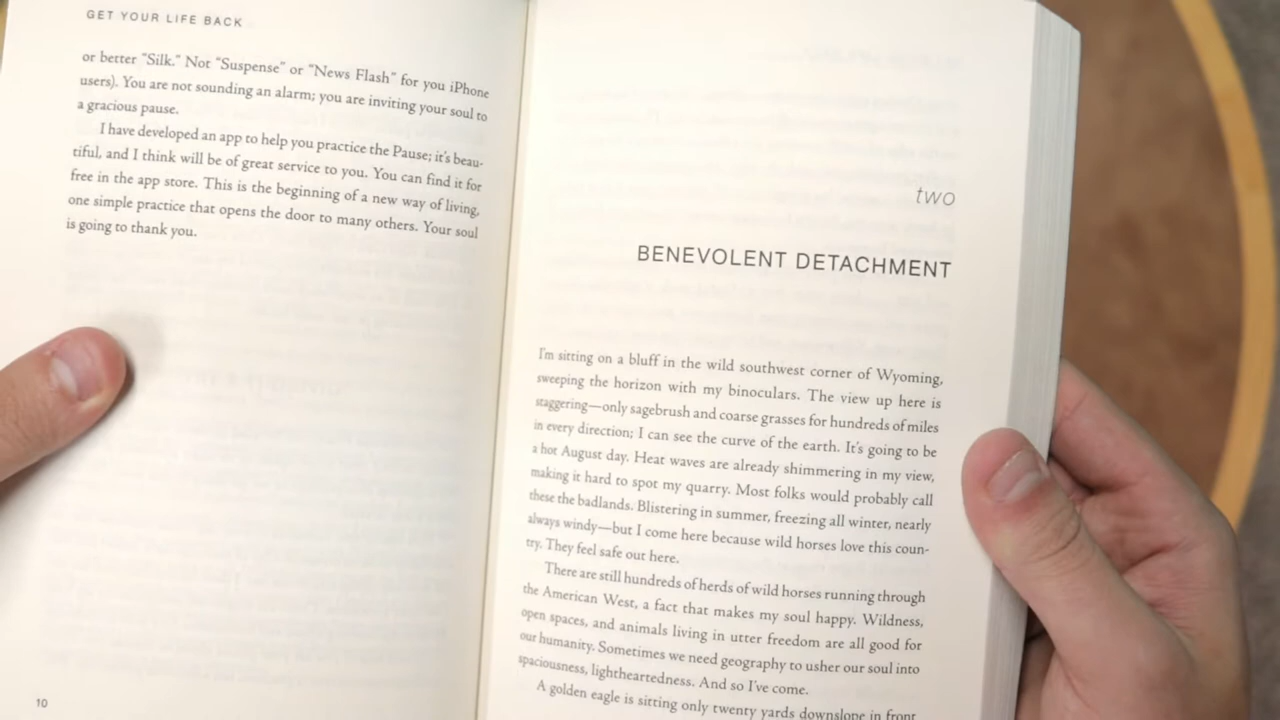 GET YOUR LIFE BACK
or better “Silk.” Not “Suspense” or “News Flash” for you iPhone
users). You are not sounding an alarm; you are inviting your soul to
a gracious pause.
I have developed an app to help you practice the Pause; it’s beau-
tiful, and I think will be of great service to you. You can find it for
free in the app store. This is the beginning of a new way of living,
one simple practice that opens the door to many others. Your soul
is going to thank you.
10
two
BENEVOLENT DETACHMENT
I’m sitting on a bluff in the wild southwest corner of Wyoming,
sweeping the horizon with my binoculars. The view up here is
staggering—only sagebrush and coarse grasses for hundreds of miles
in every direction; I can see the curve of the earth. It’s going to be
a hot August day. Heat waves are already shimmering in my view,
making it hard to spot my quarry. Most folks would probably call
these the badlands. Blistering in summer, freezing all winter, nearly
always windy—but I come here because wild horses love this coun-
try. They feel safe out here.
There are still hundreds of herds of wild horses running through
the American West, a fact that makes my soul happy. Wildness,
open spaces, and animals living in utter freedom are all good for
our humanity. Sometimes we need geography to usher our soul into
spaciousness, lightheartedness. And so I’ve come.
A golden eagle is sitting only twenty yards downslope in front